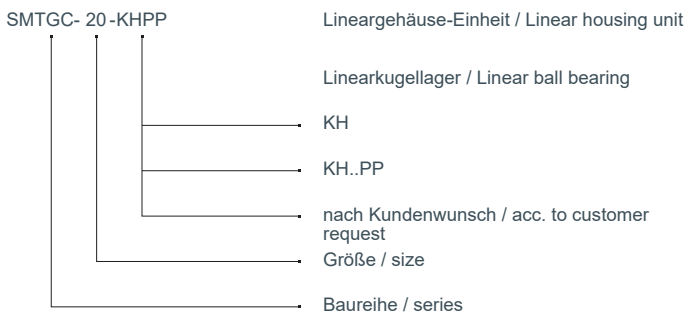 SMTGC- 20 -KHPP
Lineargehäuse-Einheit / Linear housing unit
Linearkugellager / Linear ball bearing
KH
KH..PP
nach Kundenwunsch / acc. to customer
request
Größe / size
Baureihe / series